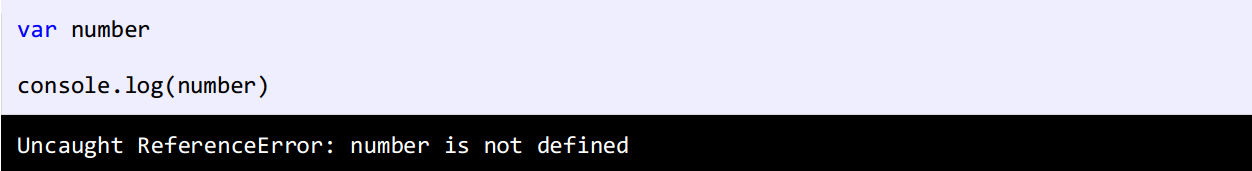 var number
console.log(number)
Uncaught ReferenceError: number is not defined